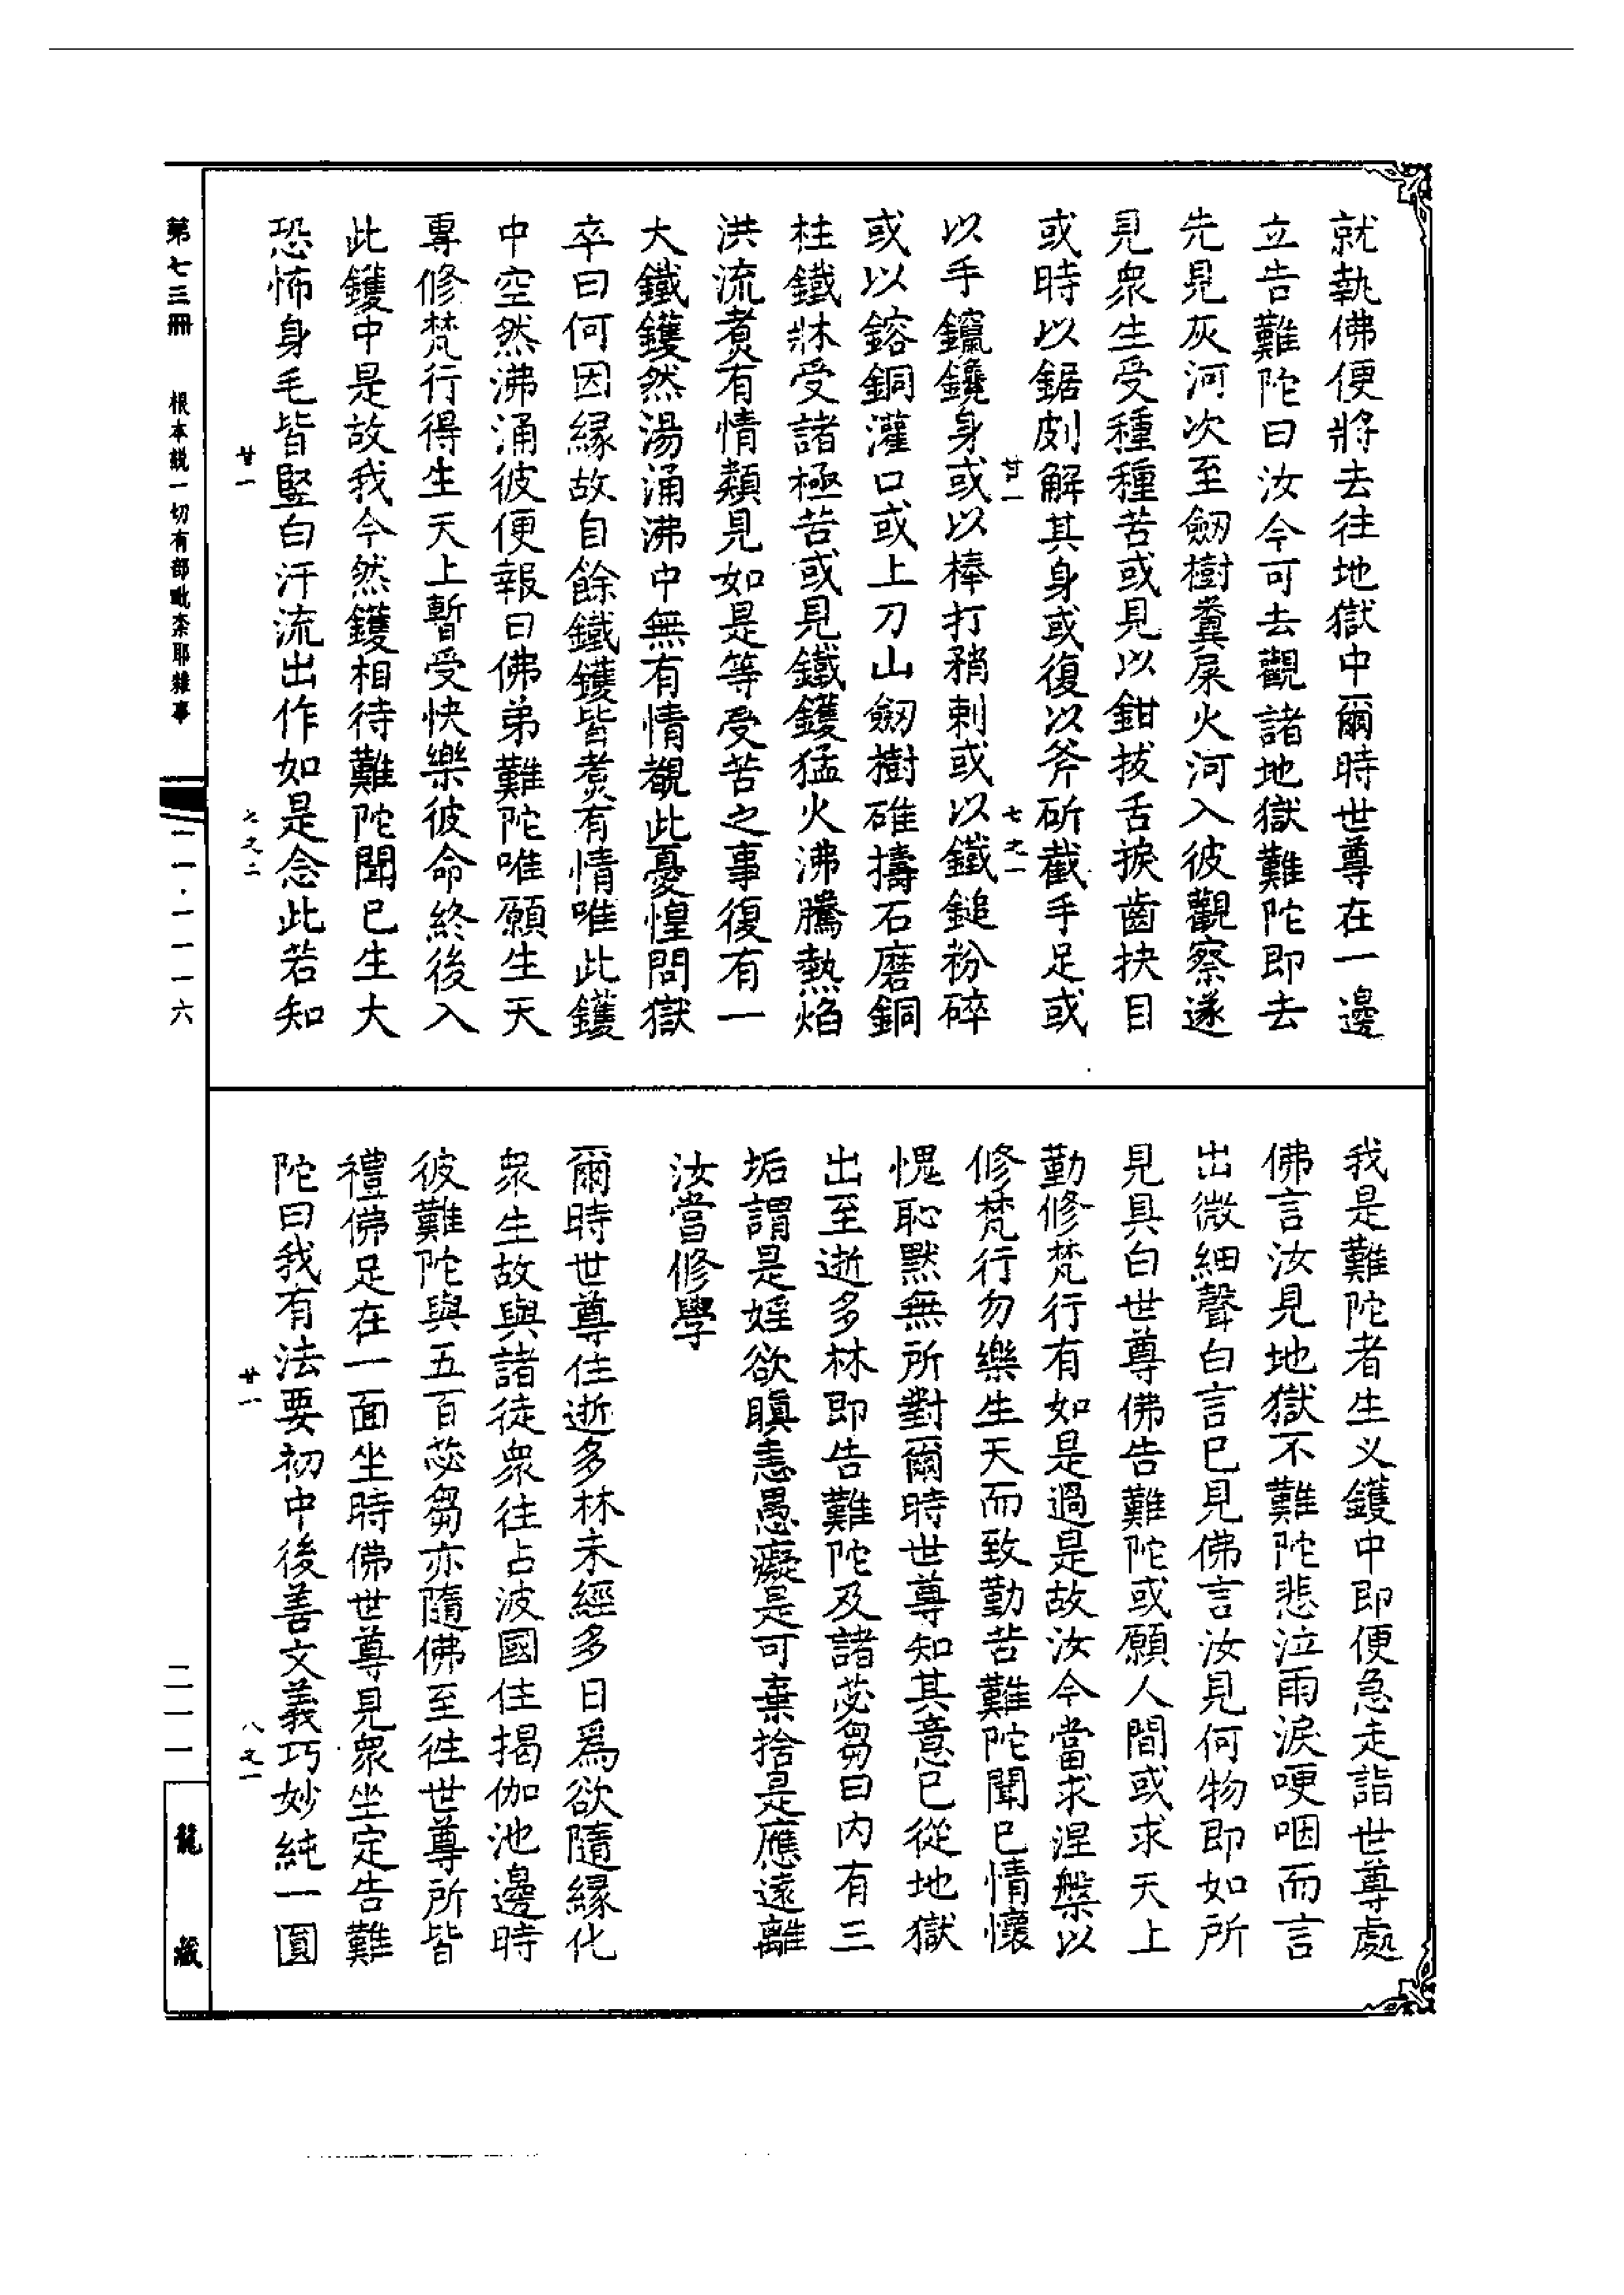 就執佛便將去往地獄中爾時世尊在一邊
立告難陀曰汝今可去觀諸地獄難陀即去
先見灰河次至劒樹糞屎火河入彼觀察遂
見衆生受種種苦或見以鉗拔舌捩齒抉目
或時以鋸剫解其身或復以斧斫截手足或
廿一
七之一
以手鑹鑱身或以棒打矟刺或以鐵鎚粉碎
或以鎔銅灌口或上刀山劒樹碓擣石磨銅
柱鐵牀受諸極苦或見鐵鑊猛火沸騰熱焰
洪流煑有情類見如是等受苦之事復有一
大鐵鑊然湯涌沸中無有情覩此憂惶問獄
卒曰何因緣故自餘鐵鑊皆煑有情唯此鑊
中空然沸涌彼便報曰佛弟難陀唯願生天
專修梵行得生天上暫受快樂彼命終後入
此鑊中是故我今然鑊相待難陀聞已生大
恐怖身毛皆竪白汗流出作如是念此若知
廿一
七之二
我是難陀者生乂鑊中即便急走詣世尊處
佛言汝見地獄不難陀悲泣雨淚哽咽而言
出微細聲白言已見佛言汝見何物即如所
見具白世尊佛告難陀或願人間或求天上
勤修梵行有如是過是故汝今當求涅槃以
修梵行勿樂生天而致勤苦難陀聞已情懷
愧恥默無所對爾時世尊知其意已從地獄
出至逝多林即告難陀及諸苾芻曰内有三
垢謂是婬欲瞋恚愚癡是可棄捨是應遠離
汝當修學
爾時世尊住逝多林未經多日爲欲隨緣化
衆生故與諸徒衆往占波國住揭伽池邊時
彼難陀與五百苾芻亦隨佛至往世尊所皆
禮佛足在一面坐時佛世尊見衆坐定告難
陀曰我有法要初中後善文義巧妙純一圓
廿一
八之一
第七三冊　根本説一切有部毗柰耶雜事
一一·一一一六
二一一
龍藏